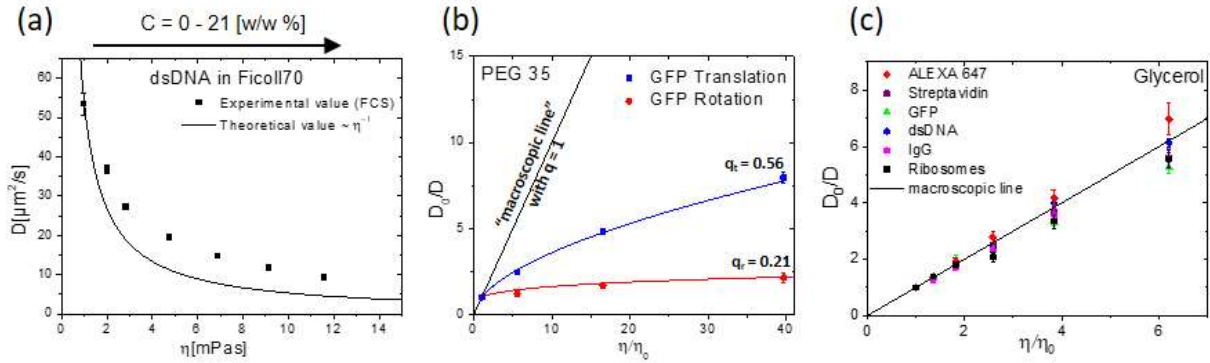 (a)
C = 0 - 21 [w/w %]
dsDNA in Ficoll70
Experimental value (FCS)
Theoretical value ~ η⁻¹
D[µm²/s]
60
50
40
30
20
10
0
0 2 4 6 8 10 12 14
η[mPas]
(b)
PEG 35
GFP Translation
GFP Rotation
"macroscopic line"
with q = 1
qt = 0.56
qr = 0.21
D₀/D
15
10
5
0
0 5 10 15 20 25 30 35 40
η/η₀
(c)
Glycerol
ALEXA 647
Streptavidin
GFP
dsDNA
IgG
Ribosomes
macroscopic line
D₀/D
8
6
4
2
0
0 2 4 6
η/η₀